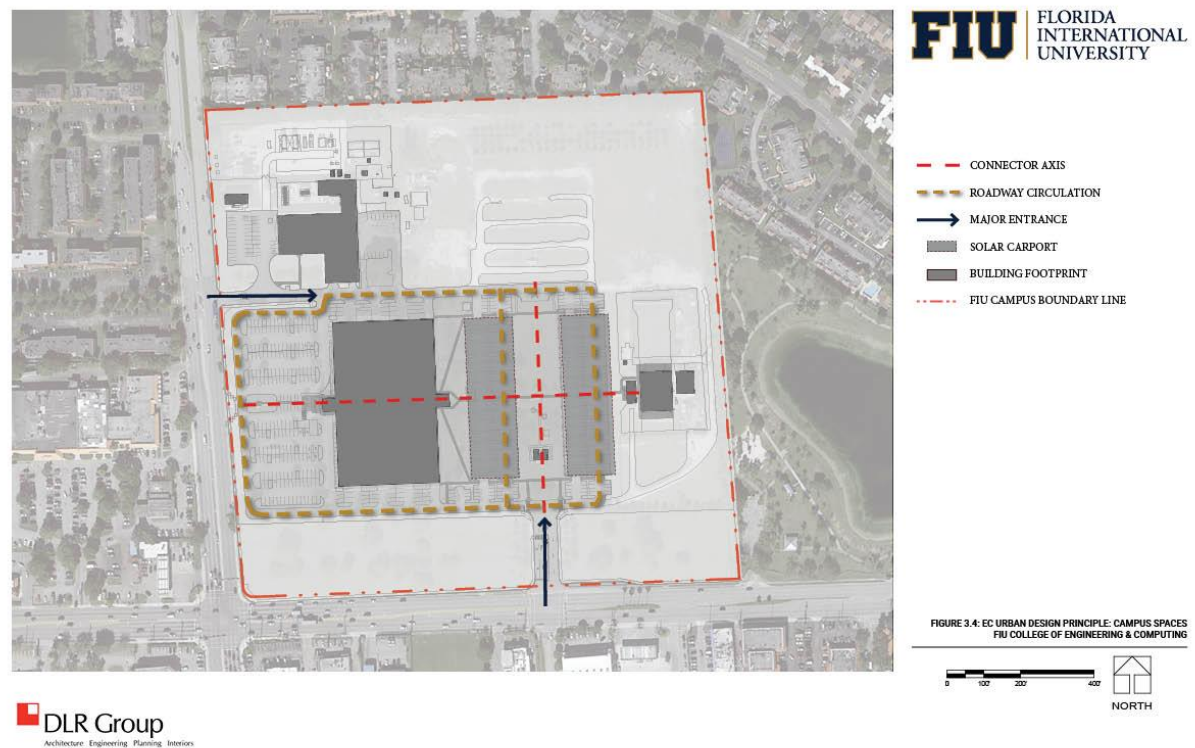 FIU
FLORIDA
INTERNATIONAL
UNIVERSITY
CONNECTOR AXIS
ROADWAY CIRCULATION
MAJOR ENTRANCE
SOLAR CARPORT
BUILDING FOOTPRINT
FIU CAMPUS BOUNDARY LINE
FIGURE 3.4: EC URBAN DESIGN PRINCIPLE: CAMPUS SPACES
FIU COLLEGE OF ENGINEERING & COMPUTING
0 100' 200' 400'
NORTH
DLR Group
Architecture Engineering Planning Interiors